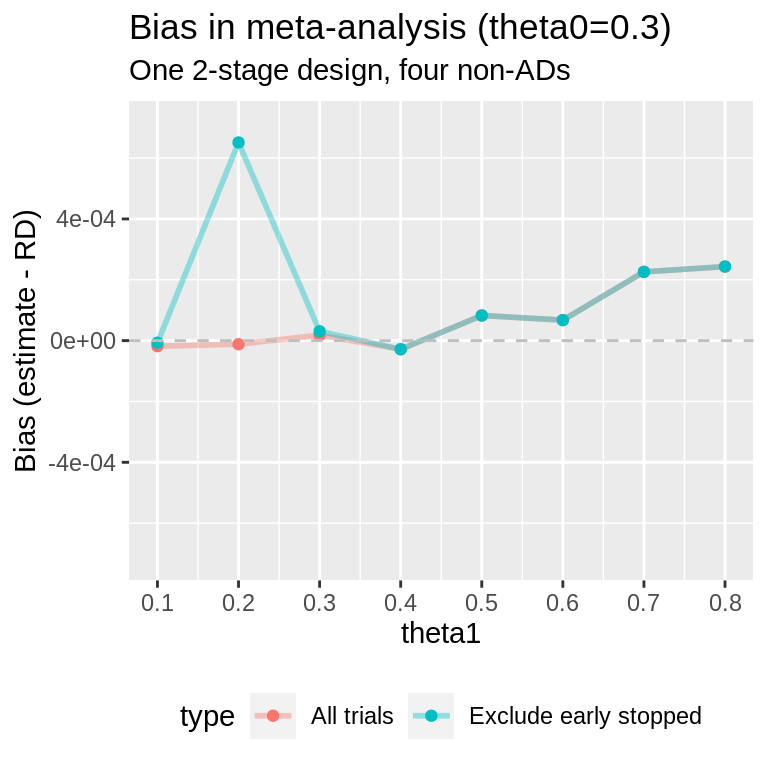 Bias in meta-analysis (theta0=0.3)
One 2-stage design, four non-ADs
Bias (estimate - RD)
4e-04
0e+00
-4e-04
0.1 0.2 0.3 0.4 0.5 0.6 0.7 0.8
theta1
type All trials Exclude early stopped